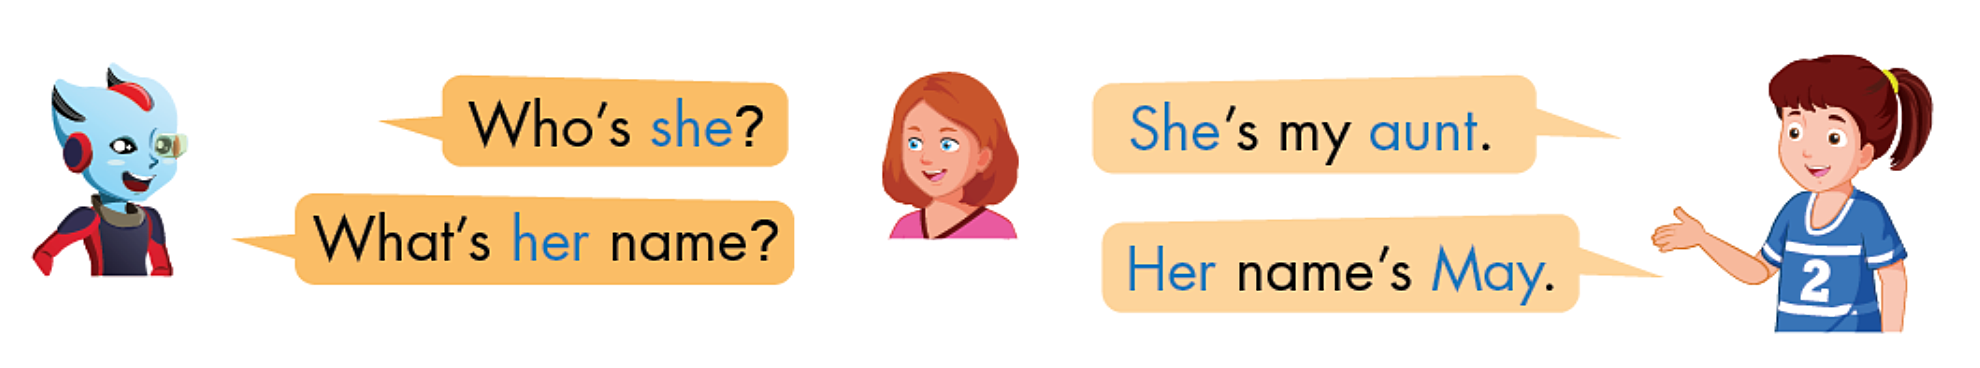 Who's she?
What's her name?
She's my aunt.
Her name's May.
2